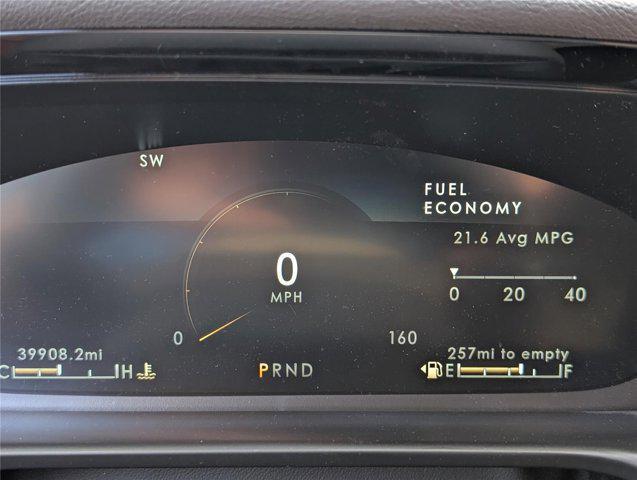 SW
FUEL
ECONOMY
21.6 Avg MPG
0
MPH
0 20 40
0
160
39908.2mi
257mi to empty
C H
PRND
E F